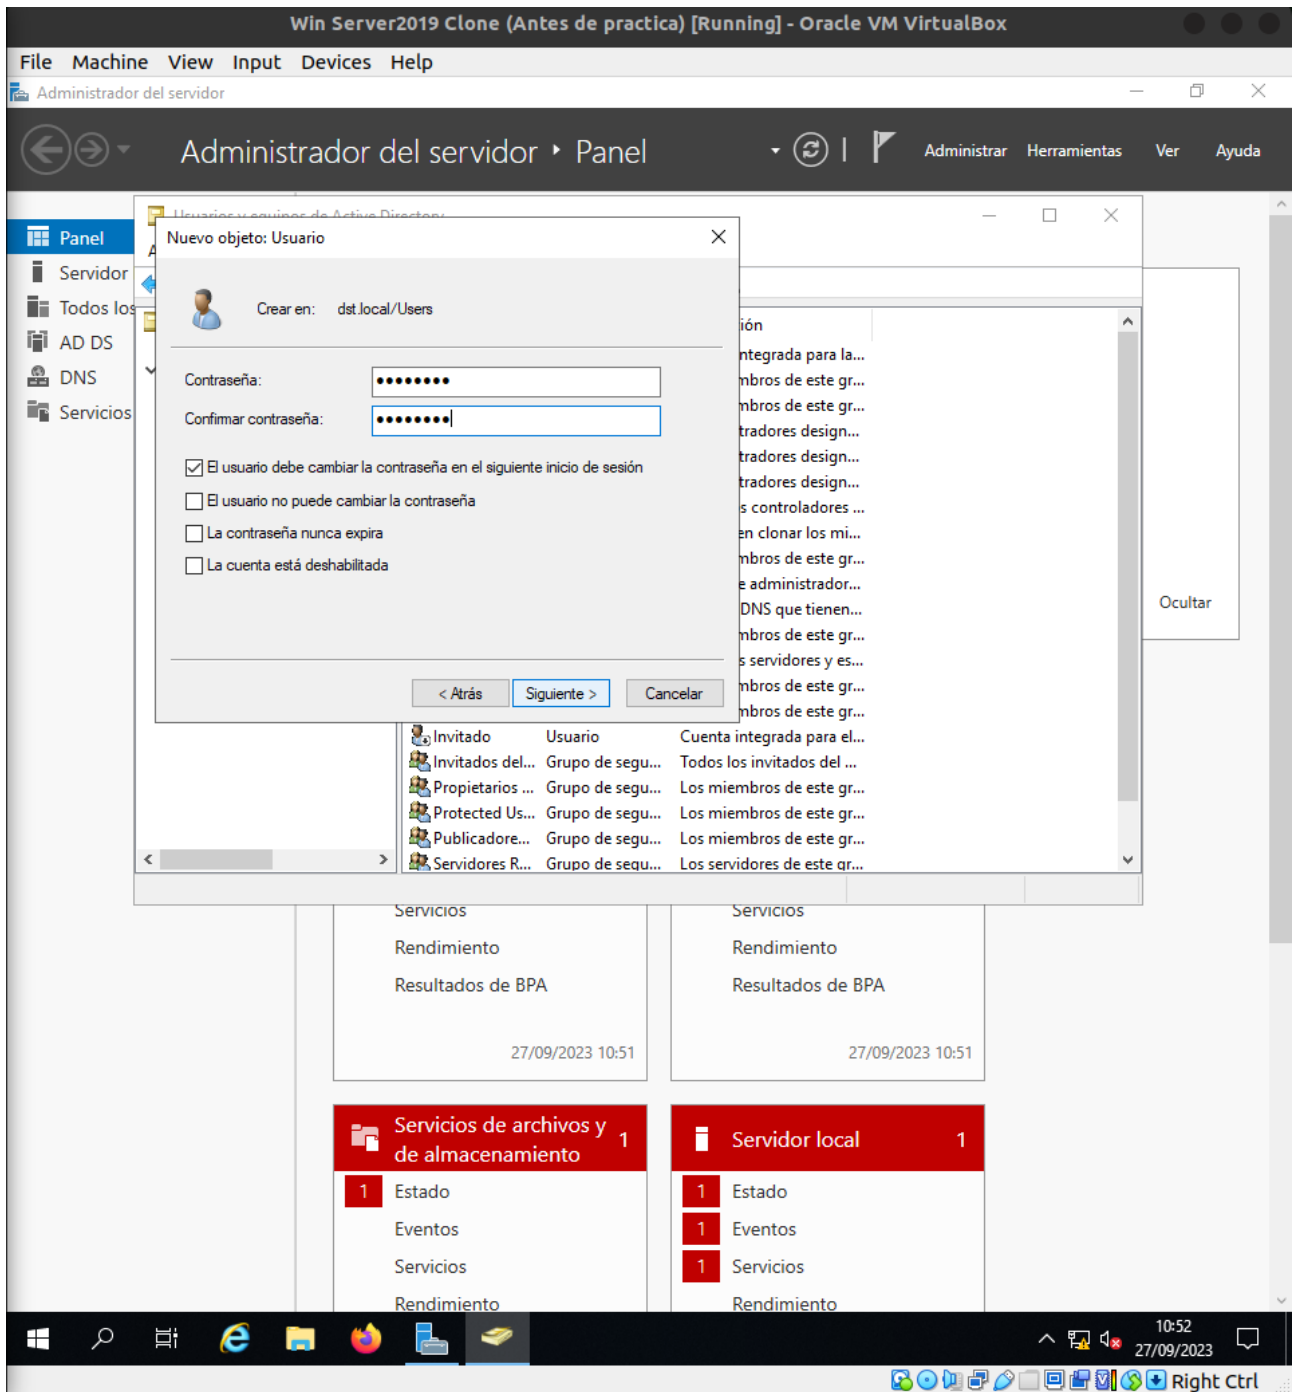 Win Server2019 Clone (Antes de practica) [Running] - Oracle VM VirtualBox
File Machine View Input Devices Help
Administrador del servidor
Administrador del servidor ‣ Panel
Administrar Herramientas Ver Ayuda
Usuarios y equipos de Active Directory
Panel
Servidor
Todos los
AD DS
DNS
Servicios
Nuevo objeto: Usuario
Crear en: dst.local/Users
Contraseña: ●●●●●●●●
Confirmar contraseña: ●●●●●●●●
El usuario debe cambiar la contraseña en el siguiente inicio de sesión
El usuario no puede cambiar la contraseña
La contraseña nunca expira
La cuenta está deshabilitada
< Atrás Siguiente > Cancelar
ión
ntegrada para la...
mbros de este gr...
mbros de este gr...
tradores design...
tradores design...
tradores design...
s controladores ...
en clonar los mi...
mbros de este gr...
e administrador...
DNS que tienen...
mbros de este gr...
s servidores y es...
mbros de este gr...
mbros de este gr...
Invitado Usuario Cuenta integrada para el...
Invitados del... Grupo de segu... Todos los invitados del ...
Propietarios ... Grupo de segu... Los miembros de este gr...
Protected Us... Grupo de segu... Los miembros de este gr...
Publicadore... Grupo de segu... Los miembros de este gr...
Servidores R... Grupo de segu... Los servidores de este gr...
Ocultar
Servicios
Rendimiento
Resultados de BPA
27/09/2023 10:51
Servicios
Rendimiento
Resultados de BPA
27/09/2023 10:51
Servicios de archivos y
de almacenamiento
1
1 Estado
Eventos
Servicios
Rendimiento
Servidor local 1
1 Estado
1 Eventos
1 Servicios
Rendimiento
10:52
27/09/2023
Right Ctrl